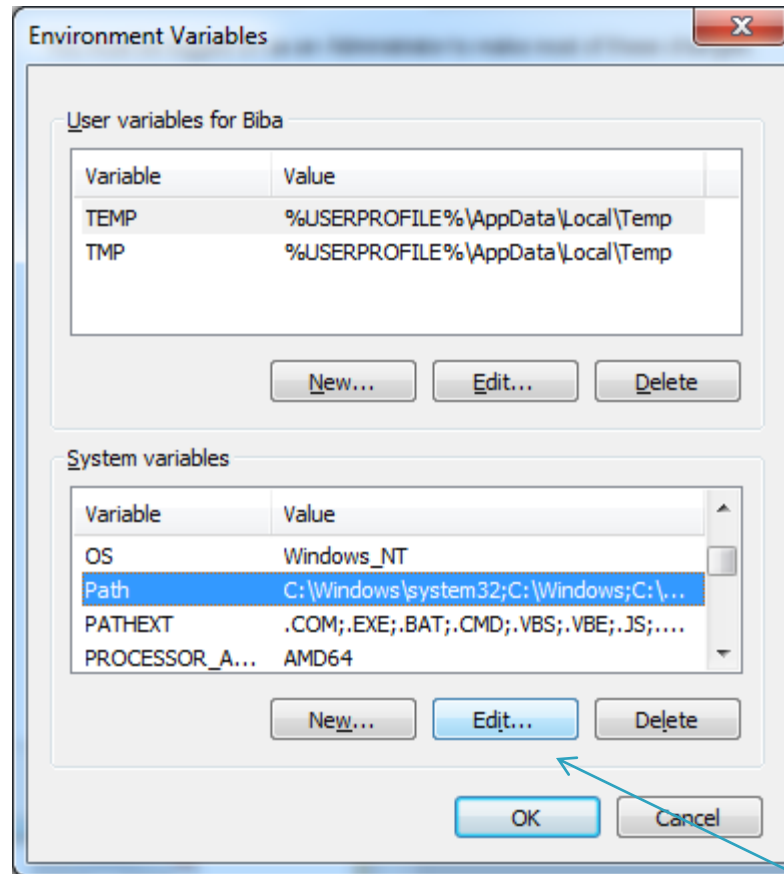 Environment Variables
User variables for Biba
Variable Value
TEMP %USERPROFILE%\AppData\Local\Temp
TMP %USERPROFILE%\AppData\Local\Temp
New... Edit... Delete
System variables
Variable Value
OS Windows_NT
Path C:\Windows\system32;C:\Windows;C:\...
PATHEXT .COM;.EXE;.BAT;.CMD;.VBS;.VBE;.JS;....
PROCESSOR_A... AMD64
New... Edit... Delete
OK Cancel